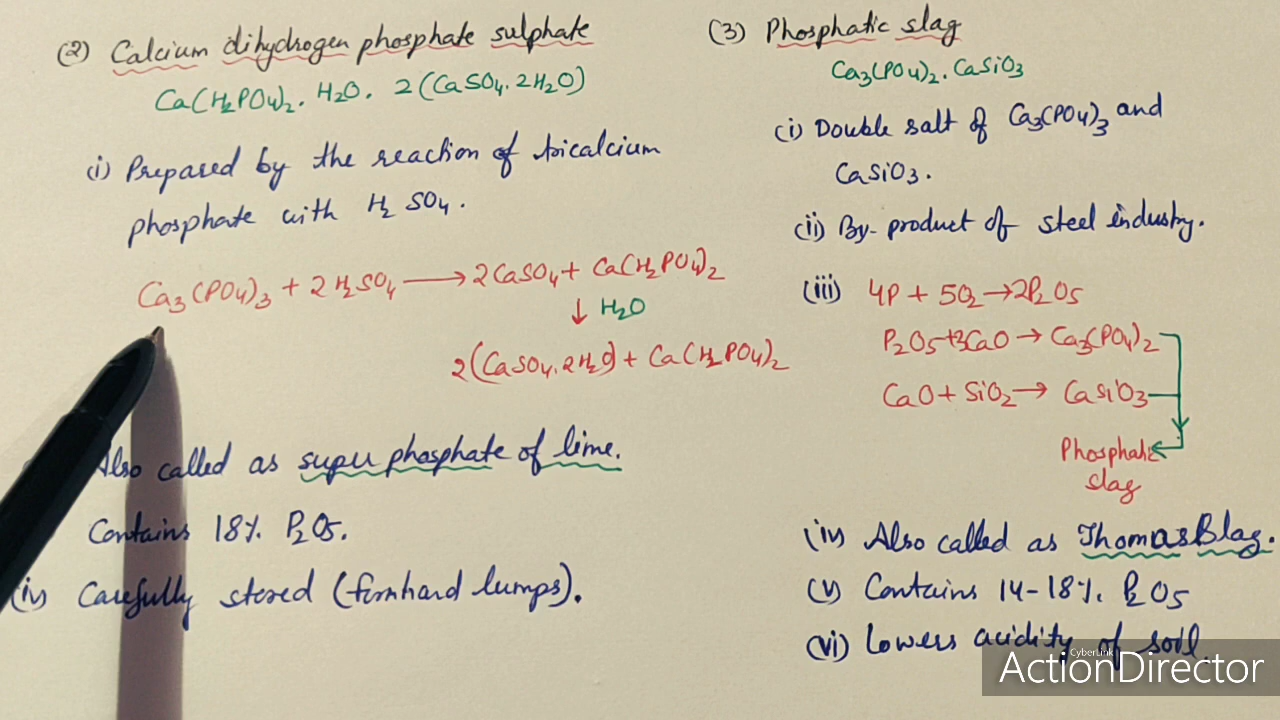 (2) Calcium dihydrogen phosphate sulphate
Ca(H₂PO₄)₂. H₂O. 2(CaSO₄.2H₂O)
(i) Prepared by the reaction of tricalcium
phosphate with H₂SO₄.
Ca₃(PO₄)₃ + 2H₂SO₄ → 2CaSO₄ + Ca(H₂PO₄)₂
↓ H₂O
2(CaSO₄.2H₂O) + Ca(H₂PO₄)₂
Also called as super phosphate of lime.
Contains 18%. P₂O₅.
(iv) Carefully stored (form hard lumps).
(3) Phosphatic slag
Ca₃(PO₄)₂. CaSiO₃
(i) Double salt of Ca₃(PO₄)₃ and
CaSiO₃.
(ii) By-product of steel industry.
(iii) 4P + 5O₂ → 2P₂O₅
P₂O₅+3CaO → Ca₃(PO₄)₂
CaO + SiO₂ → CaSiO₃
Phosphatic
slag
(iv) Also called as Thomas Blag.
(v) Contains 14-18%. P₂O₅
(vi) Lowers acidity of soil.
CyberLink
ActionDirector